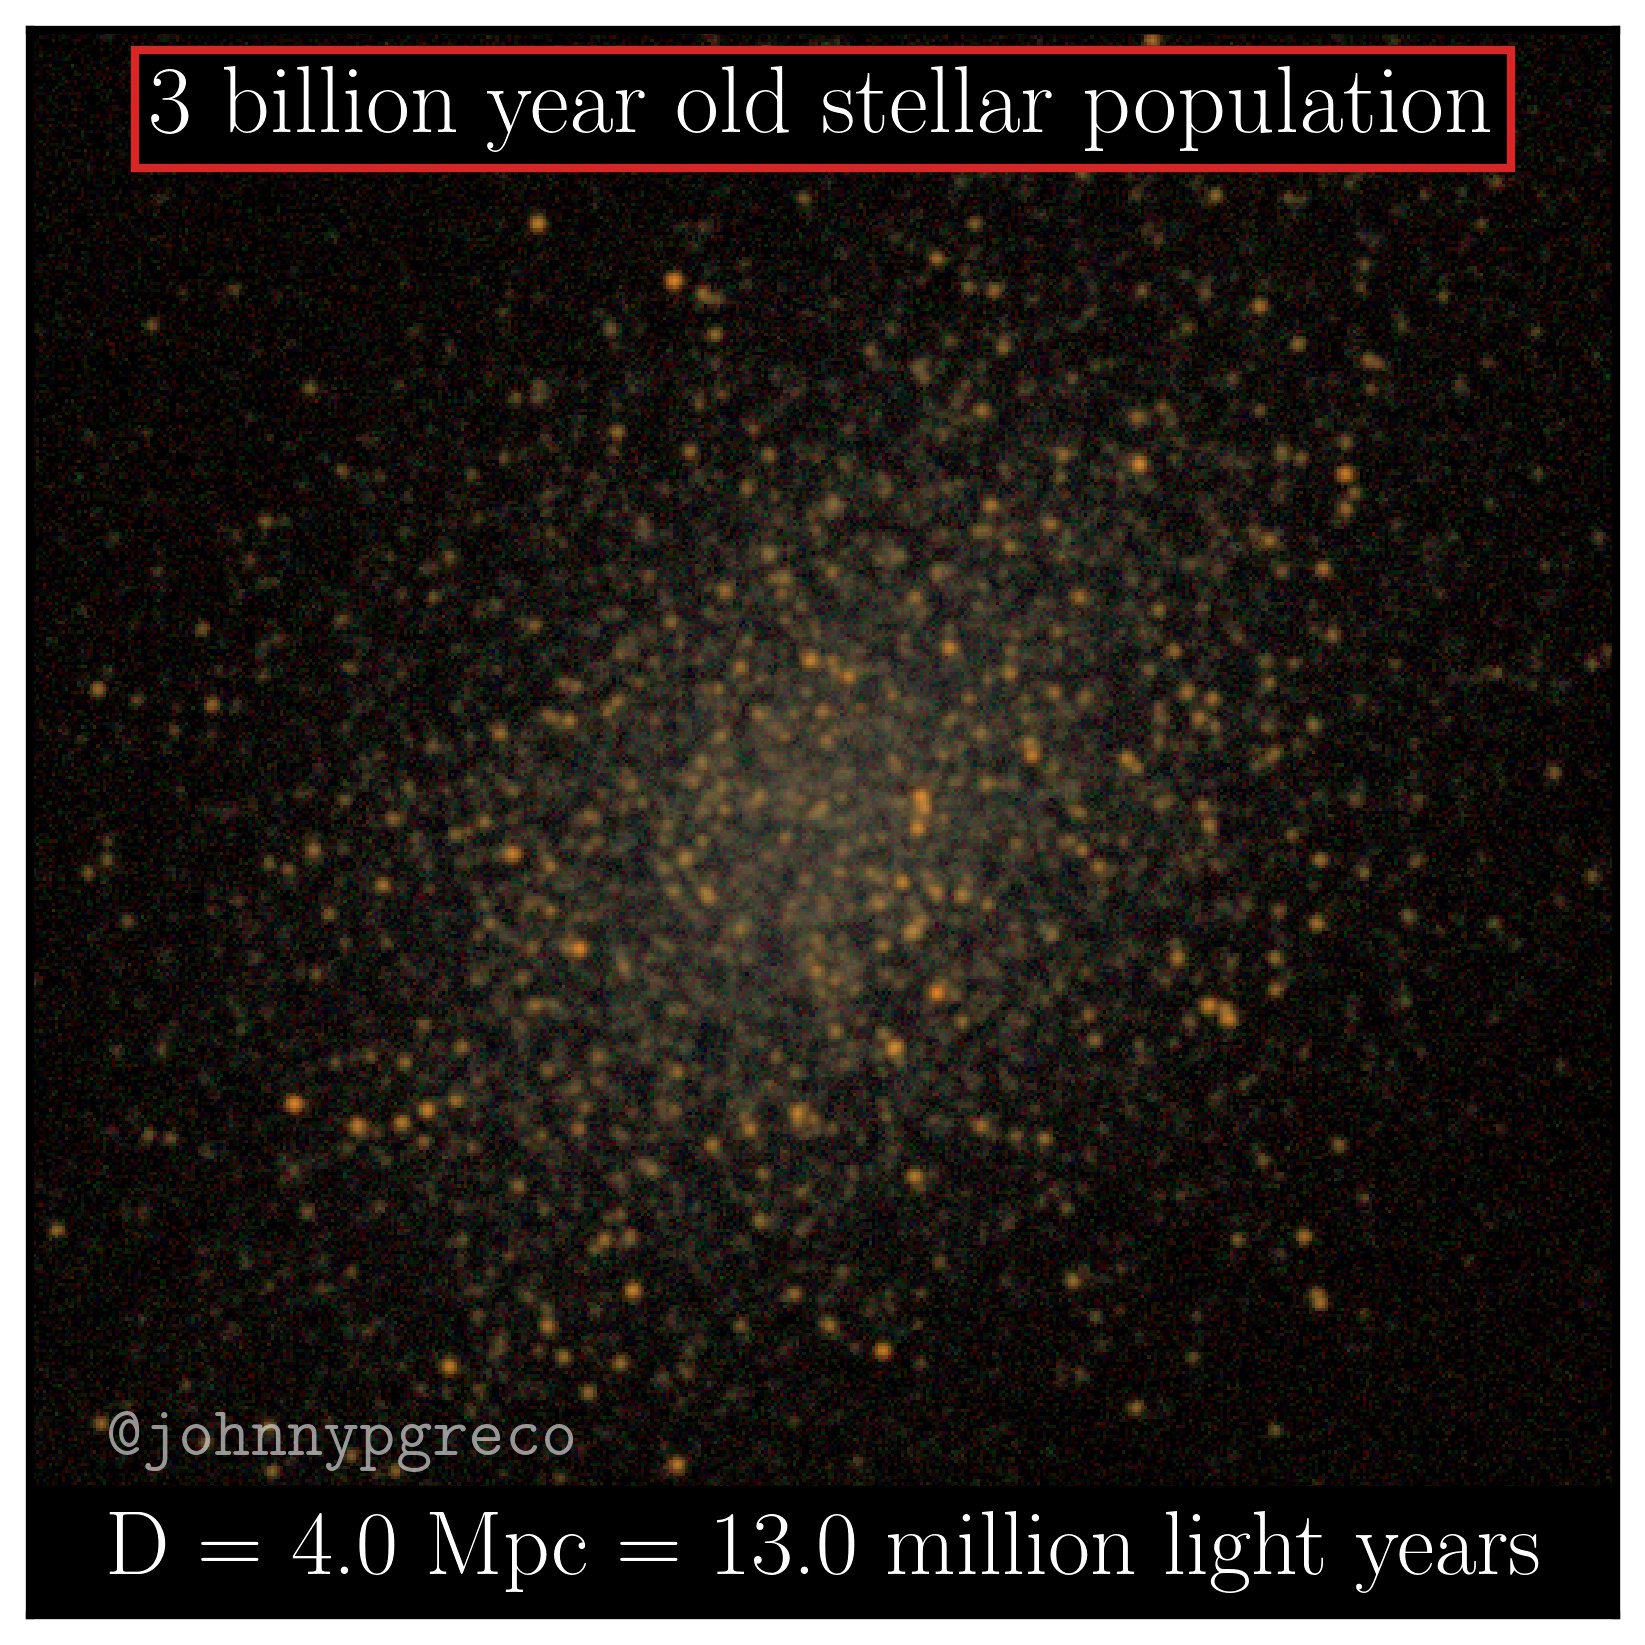 3 billion year old stellar population
@johnnypgreco
D = 4.0 Mpc = 13.0 million light years